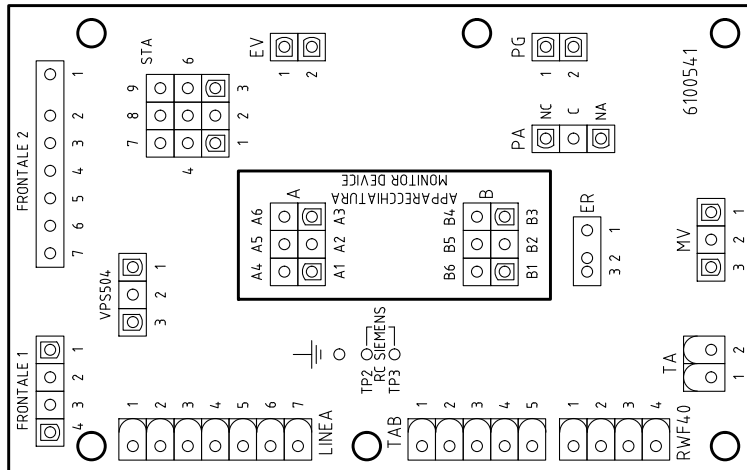 FRONTALE 2
1
2
3
4
5
6
7
STA
9
6
3
8
2
7
4
1
EV
1
2
PG
1
2
PA
NC
C
NA
6100541
VPS504
1
2
3
APPARECCHIATURA
MONITOR DEVICE
A
A6
A5
A4
A3
A2
A1
B
B4
B5
B6
B3
B2
B1
ER
3 2 1
MV
3 2 1
FRONTALE 1
1
2
3
4
TP2
TP3
RC SIEMENS
TA
1 2
LINEA
1
2
3
4
5
6
7
TAB
1
2
3
4
5
RWF40
1
2
3
4